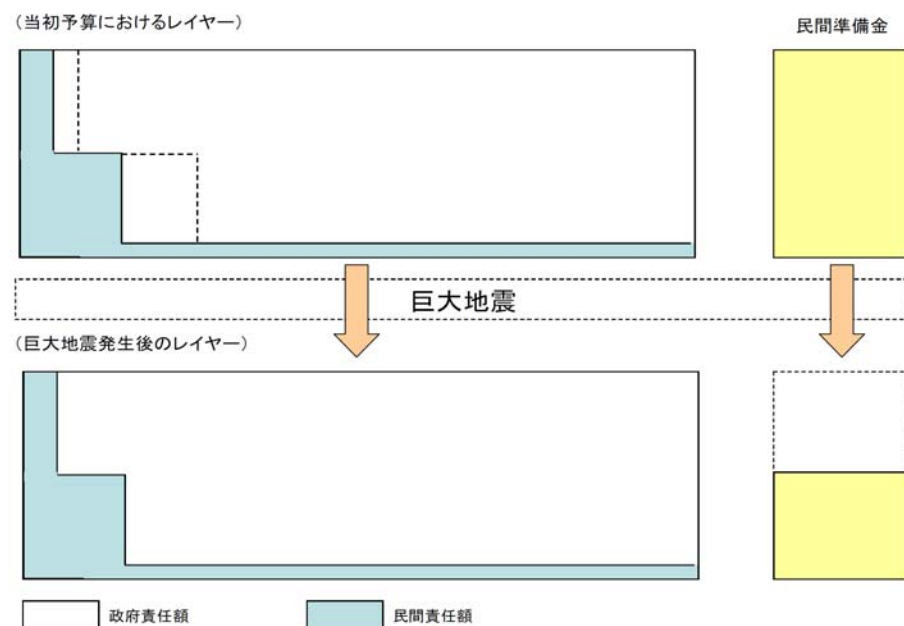 （当初予算におけるレイヤー）
民間準備金
巨大地震
（巨大地震発生後のレイヤー）
政府責任額
民間責任額